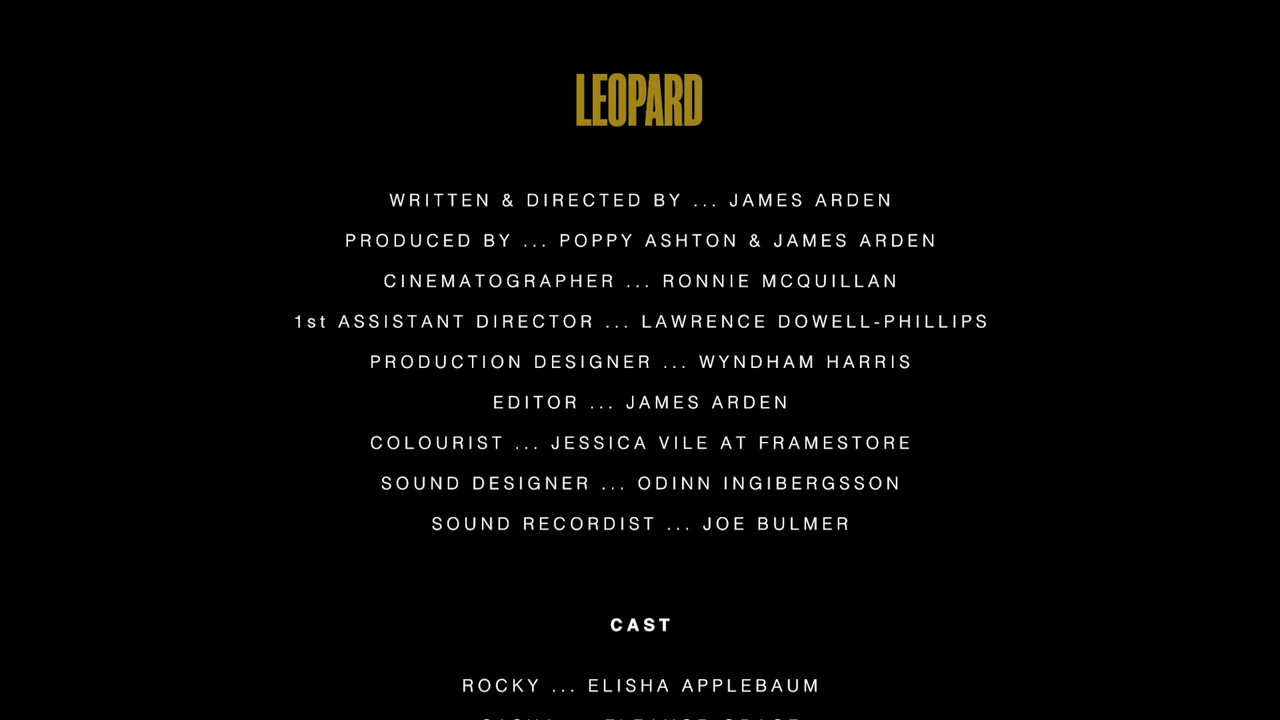 LEOPARD
WRITTEN & DIRECTED BY ... JAMES ARDEN
PRODUCED BY ... POPPY ASHTON & JAMES ARDEN
CINEMATOGRAPHER ... RONNIE MCQUILLAN
1st ASSISTANT DIRECTOR ... LAWRENCE DOWELL-PHILLIPS
PRODUCTION DESIGNER ... WYNDHAM HARRIS
EDITOR ... JAMES ARDEN
COLOURIST ... JESSICA VILE AT FRAMESTORE
SOUND DESIGNER ... ODINN INGIBERGSSON
SOUND RECORDIST ... JOE BULMER
CAST
ROCKY ... ELISHA APPLEBAUM